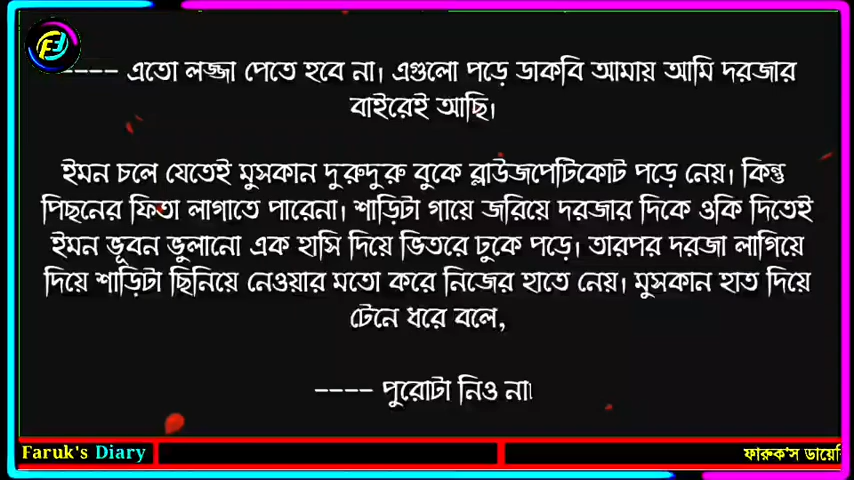 ---- এতো লজ্জা পেতে হবে না। এগুলো পড়ে ডাকবি আমায় আমি দরজার
বাইরেই আছি।
ইমন চলে যেতেই মুসকান দুরুদুরু বুকে ব্লাউজপেটিকোট পড়ে নেয়। কিন্তু
পিছনের ফিতা লাগাতে পারেনা। শাড়িটা গায়ে জরিয়ে দরজার দিকে ওকি দিতেই
ইমন ভূবন ভুলানো এক হাসি দিয়ে ভিতরে ঢুকে পড়ে। তারপর দরজা লাগিয়ে
দিয়ে শাড়িটা ছিনিয়ে নেওয়ার মতো করে নিজের হাতে নেয়। মুসকান হাত দিয়ে
টেনে ধরে বলে,
---- পুরোটা নিও না।
Faruk's Diary
ফারুক'স ডায়েরি